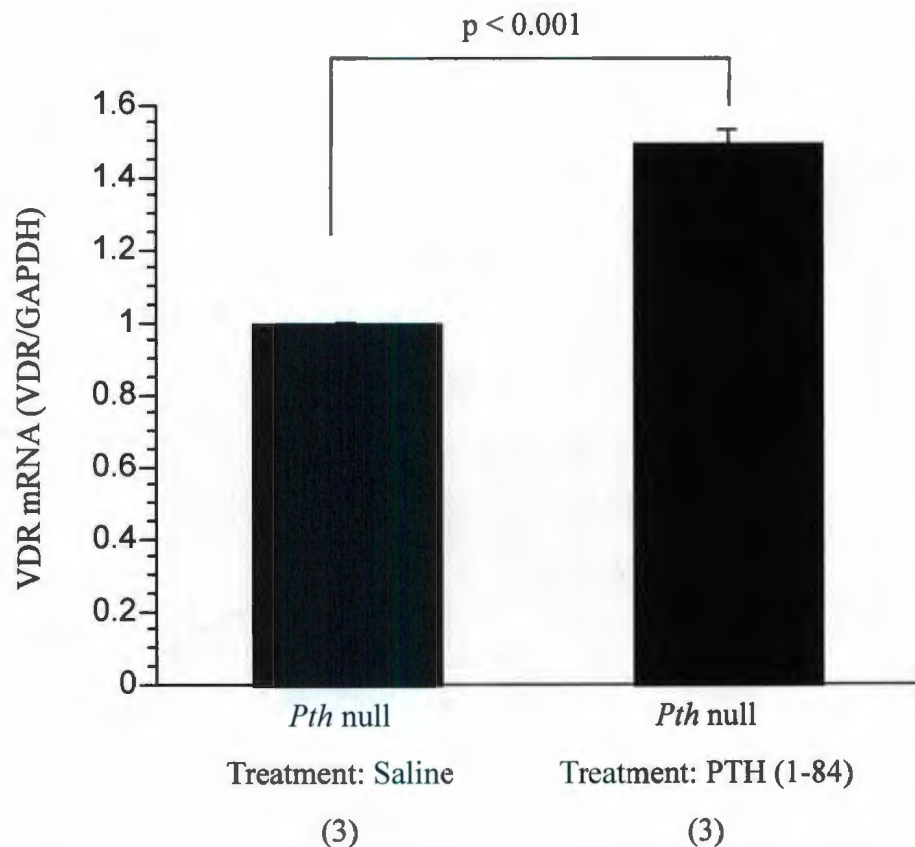 p < 0.001
VDR mRNA (VDR/GAPDH)
1.6
1.4
1.2
1
0.8
0.6
0.4
0.2
0
Pth null Pth null
Treatment: Saline Treatment: PTH (1-84)
(3) (3)